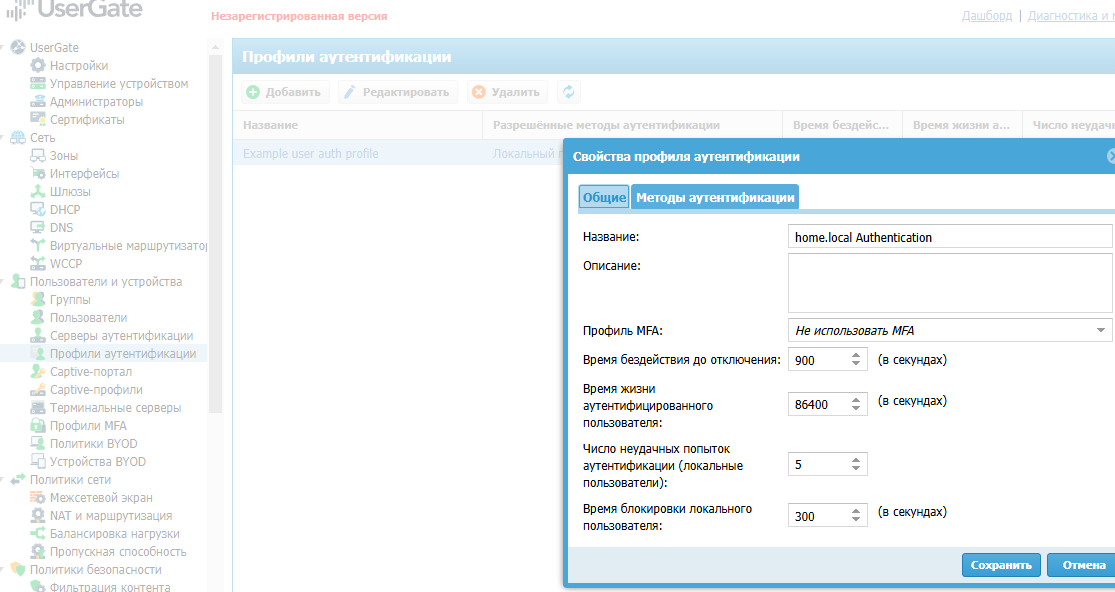 UserGate
Незарегистрированная версия
Дашборд | Диагностика и
UserGate
Настройки
Управление устройством
Администраторы
Сертификаты
Сеть
Зоны
Интерфейсы
Шлюзы
DHCP
DNS
Виртуальные маршрутизатор
WCCP
Пользователи и устройства
Группы
Пользователи
Серверы аутентификации
Профили аутентификации
Captive-портал
Captive-профили
Терминальные серверы
Профили MFA
Политики BYOD
Устройства BYOD
Политики сети
Межсетевой экран
NAT и маршрутизация
Балансировка нагрузки
Пропускная способность
Политики безопасности
Фильтрация контента
Профили аутентификации
Добавить Редактировать Удалить
Название Разрешённые методы аутентификации Время бездейс... Время жизни а... Число неудачн
Example user auth profile Локальный
Свойства профиля аутентификации
Общие Методы аутентификации
Название: home.local Authentication
Описание:
Профиль MFA: Не использовать MFA
Время бездействия до отключения: 900 (в секундах)
Время жизни
аутентифицированного
пользователя: 86400 (в секундах)
Число неудачных попыток
аутентификации (локальные
пользователи): 5
Время блокировки локального
пользователя: 300 (в секундах)
Сохранить Отмена